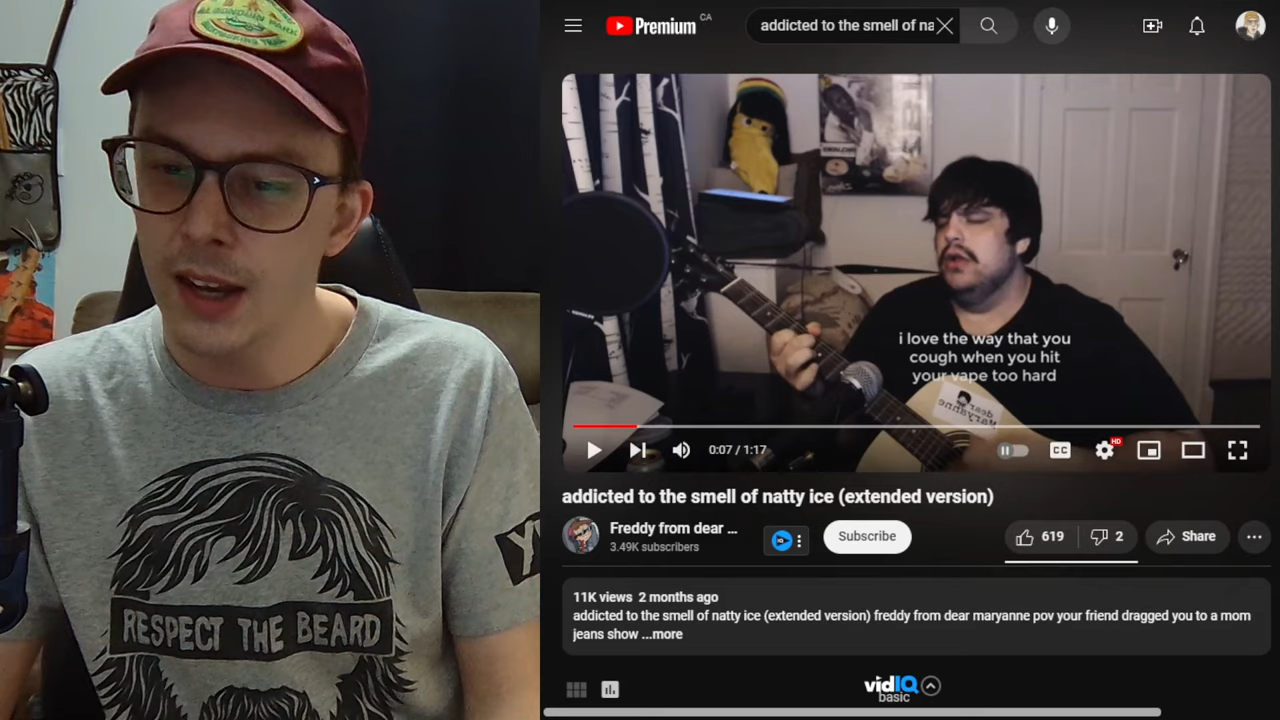 RESPECT THE BEARD
Premium CA
addicted to the smell of na
i love the way that you
cough when you hit
your vape too hard
dear
Maryanne
0:07 / 1:17
CC
HD
addicted to the smell of natty ice (extended version)
Freddy from dear ...
3.49K subscribers
Subscribe
619
2
Share
11K views 2 months ago
addicted to the smell of natty ice (extended version) freddy from dear maryanne pov your friend dragged you to a mom
jeans show ...more
vidIQ
basic